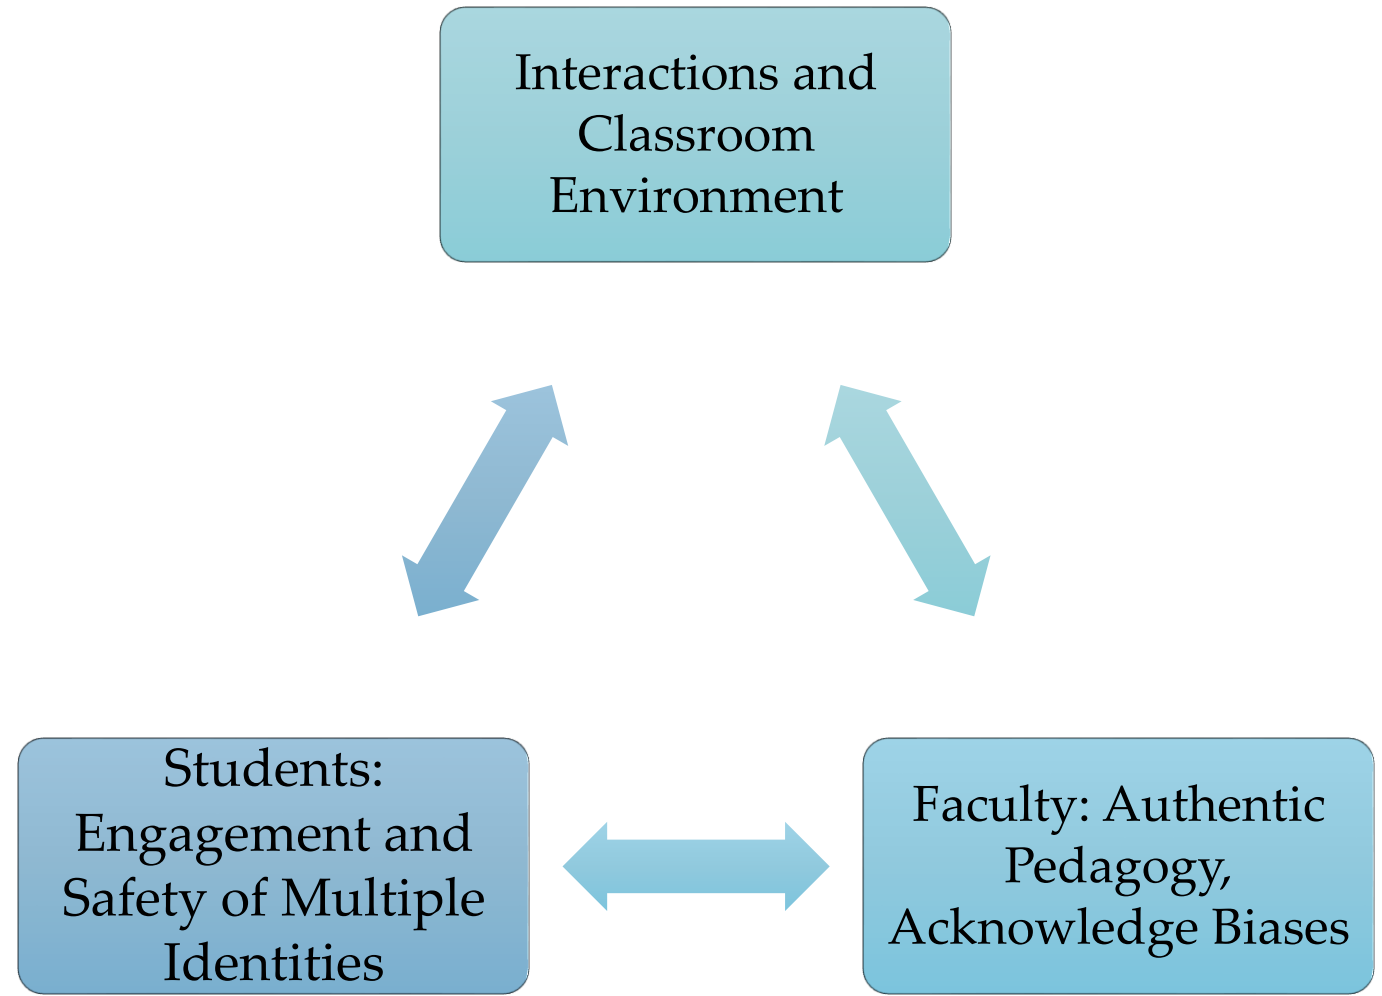 Interactions and
Classroom
Environment
Students:
Engagement and
Safety of Multiple
Identities
Faculty: Authentic
Pedagogy,
Acknowledge Biases